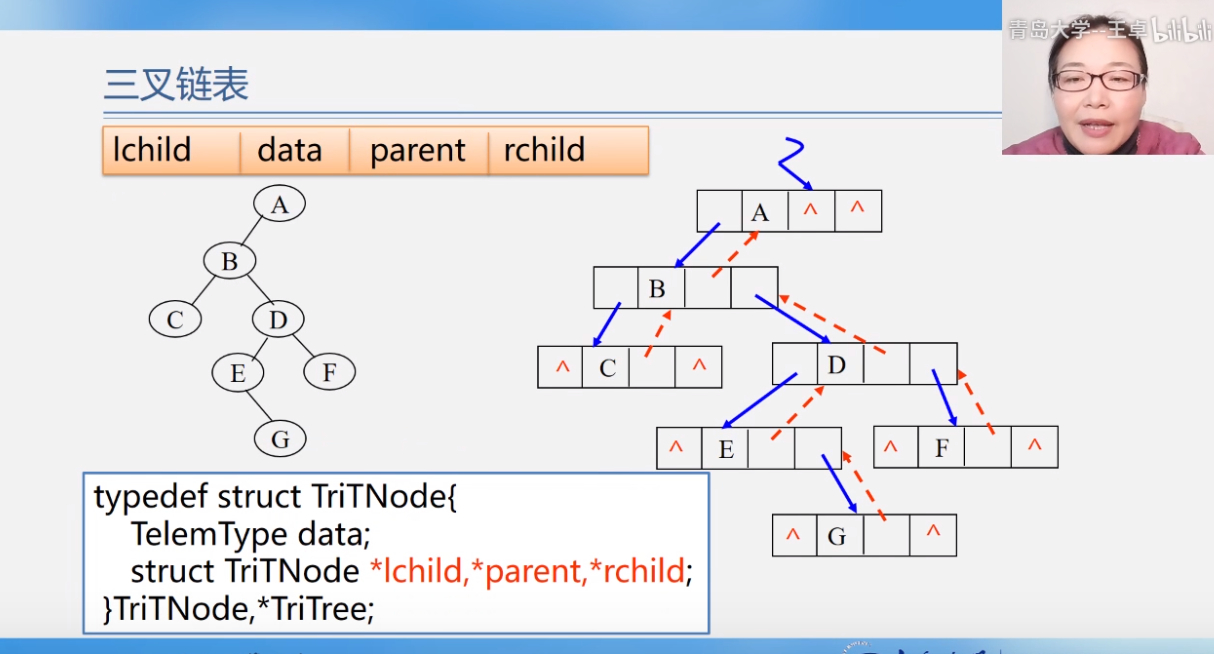 青岛大学--王卓 bilibili
三叉链表
lchild data parent rchild
A
B
C
D
E
F
G
A ^ ^
B
^ C ^
D
^ E
^ F ^
^ G ^
typedef struct TriTNode{
TelemType data;
struct TriTNode *lchild,*parent,*rchild;
}TriTNode,*TriTree;